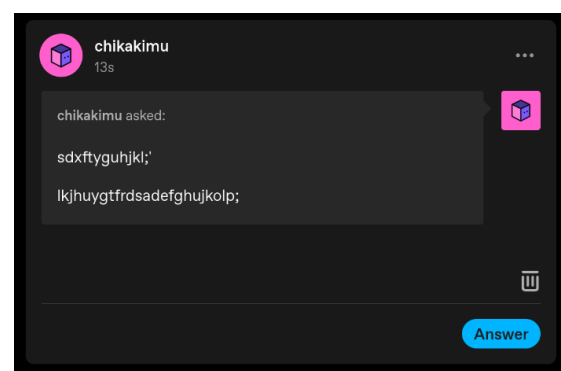 chikakimu
13s
chikakimu asked:
sdxftyguhjkl;'
lkjhuygtfrdsadefghujkolp;
Answer